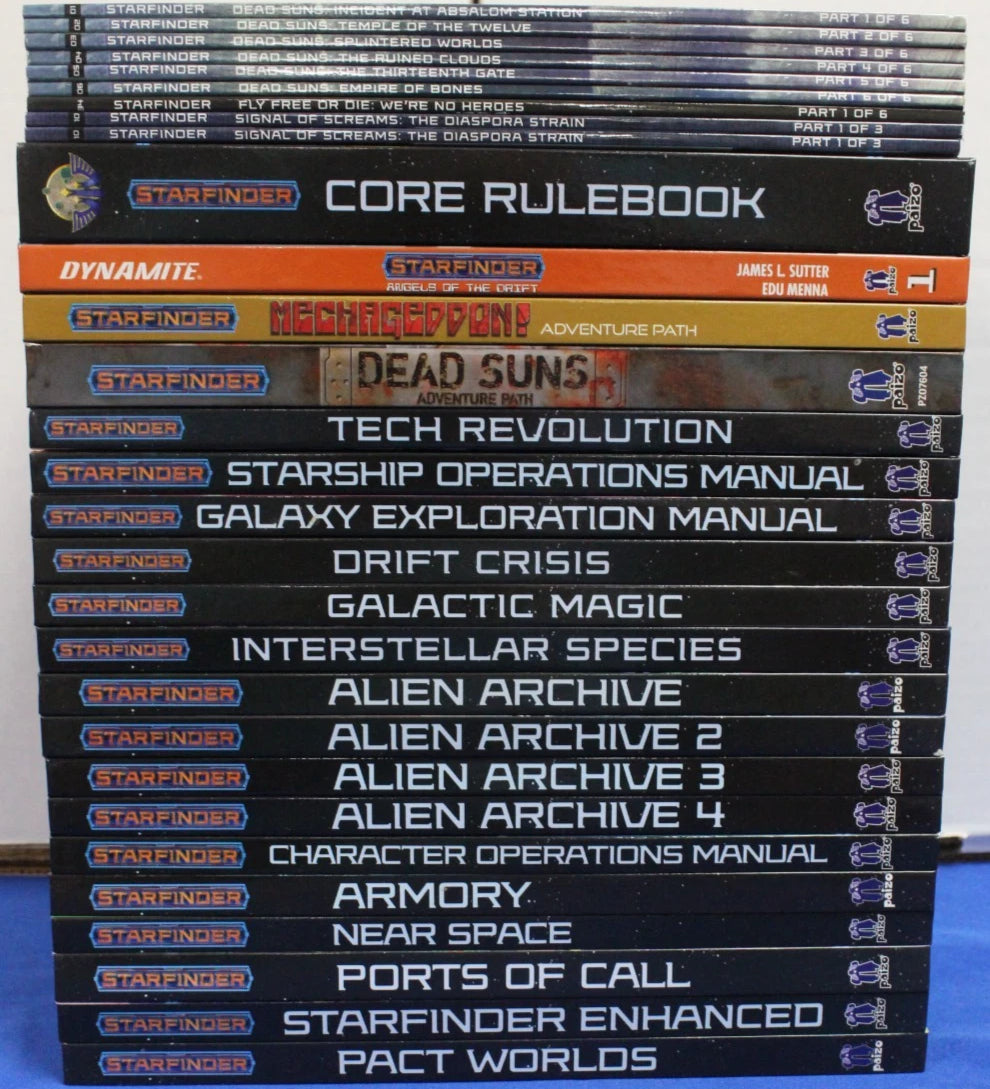 01 STARFINDER DEAD SUNS: INCIDENT AT ABSALOM STATION PART 1 OF 6
02 STARFINDER DEAD SUNS: TEMPLE OF THE TWELVE PART 2 OF 6
03 STARFINDER DEAD SUNS: SPLINTERED WORLDS PART 3 OF 6
04 STARFINDER DEAD SUNS: THE RUINED CLOUDS PART 4 OF 6
05 STARFINDER DEAD SUNS: THE THIRTEENTH GATE PART 5 OF 6
06 STARFINDER DEAD SUNS: EMPIRE OF BONES PART 6 OF 6
STARFINDER FLY FREE OR DIE: WE'RE NO HEROES PART 1 OF 6
10 STARFINDER SIGNAL OF SCREAMS: THE DIASPORA STRAIN PART 1 OF 3
10 STARFINDER SIGNAL OF SCREAMS: THE DIASPORA STRAIN PART 1 OF 3
STARFINDER CORE RULEBOOK paizo
DYNAMITE. STARFINDER JAMES L. SUTTER paizo 1
ANGELS OF THE DRIFT EDU MENNA
STARFINDER MECHAGEDDON! ADVENTURE PATH paizo
STARFINDER DEAD SUNS paizo PZO7604
ADVENTURE PATH
STARFINDER TECH REVOLUTION paizo
STARFINDER STARSHIP OPERATIONS MANUAL paizo
STARFINDER GALAXY EXPLORATION MANUAL paizo
STARFINDER DRIFT CRISIS paizo
STARFINDER GALACTIC MAGIC paizo
STARFINDER INTERSTELLAR SPECIES paizo
STARFINDER ALIEN ARCHIVE paizo
STARFINDER ALIEN ARCHIVE 2 paizo
STARFINDER ALIEN ARCHIVE 3 paizo
STARFINDER ALIEN ARCHIVE 4 paizo
STARFINDER CHARACTER OPERATIONS MANUAL paizo
STARFINDER ARMORY paizo
STARFINDER NEAR SPACE paizo
STARFINDER PORTS OF CALL paizo
STARFINDER STARFINDER ENHANCED paizo
STARFINDER PACT WORLDS paizo